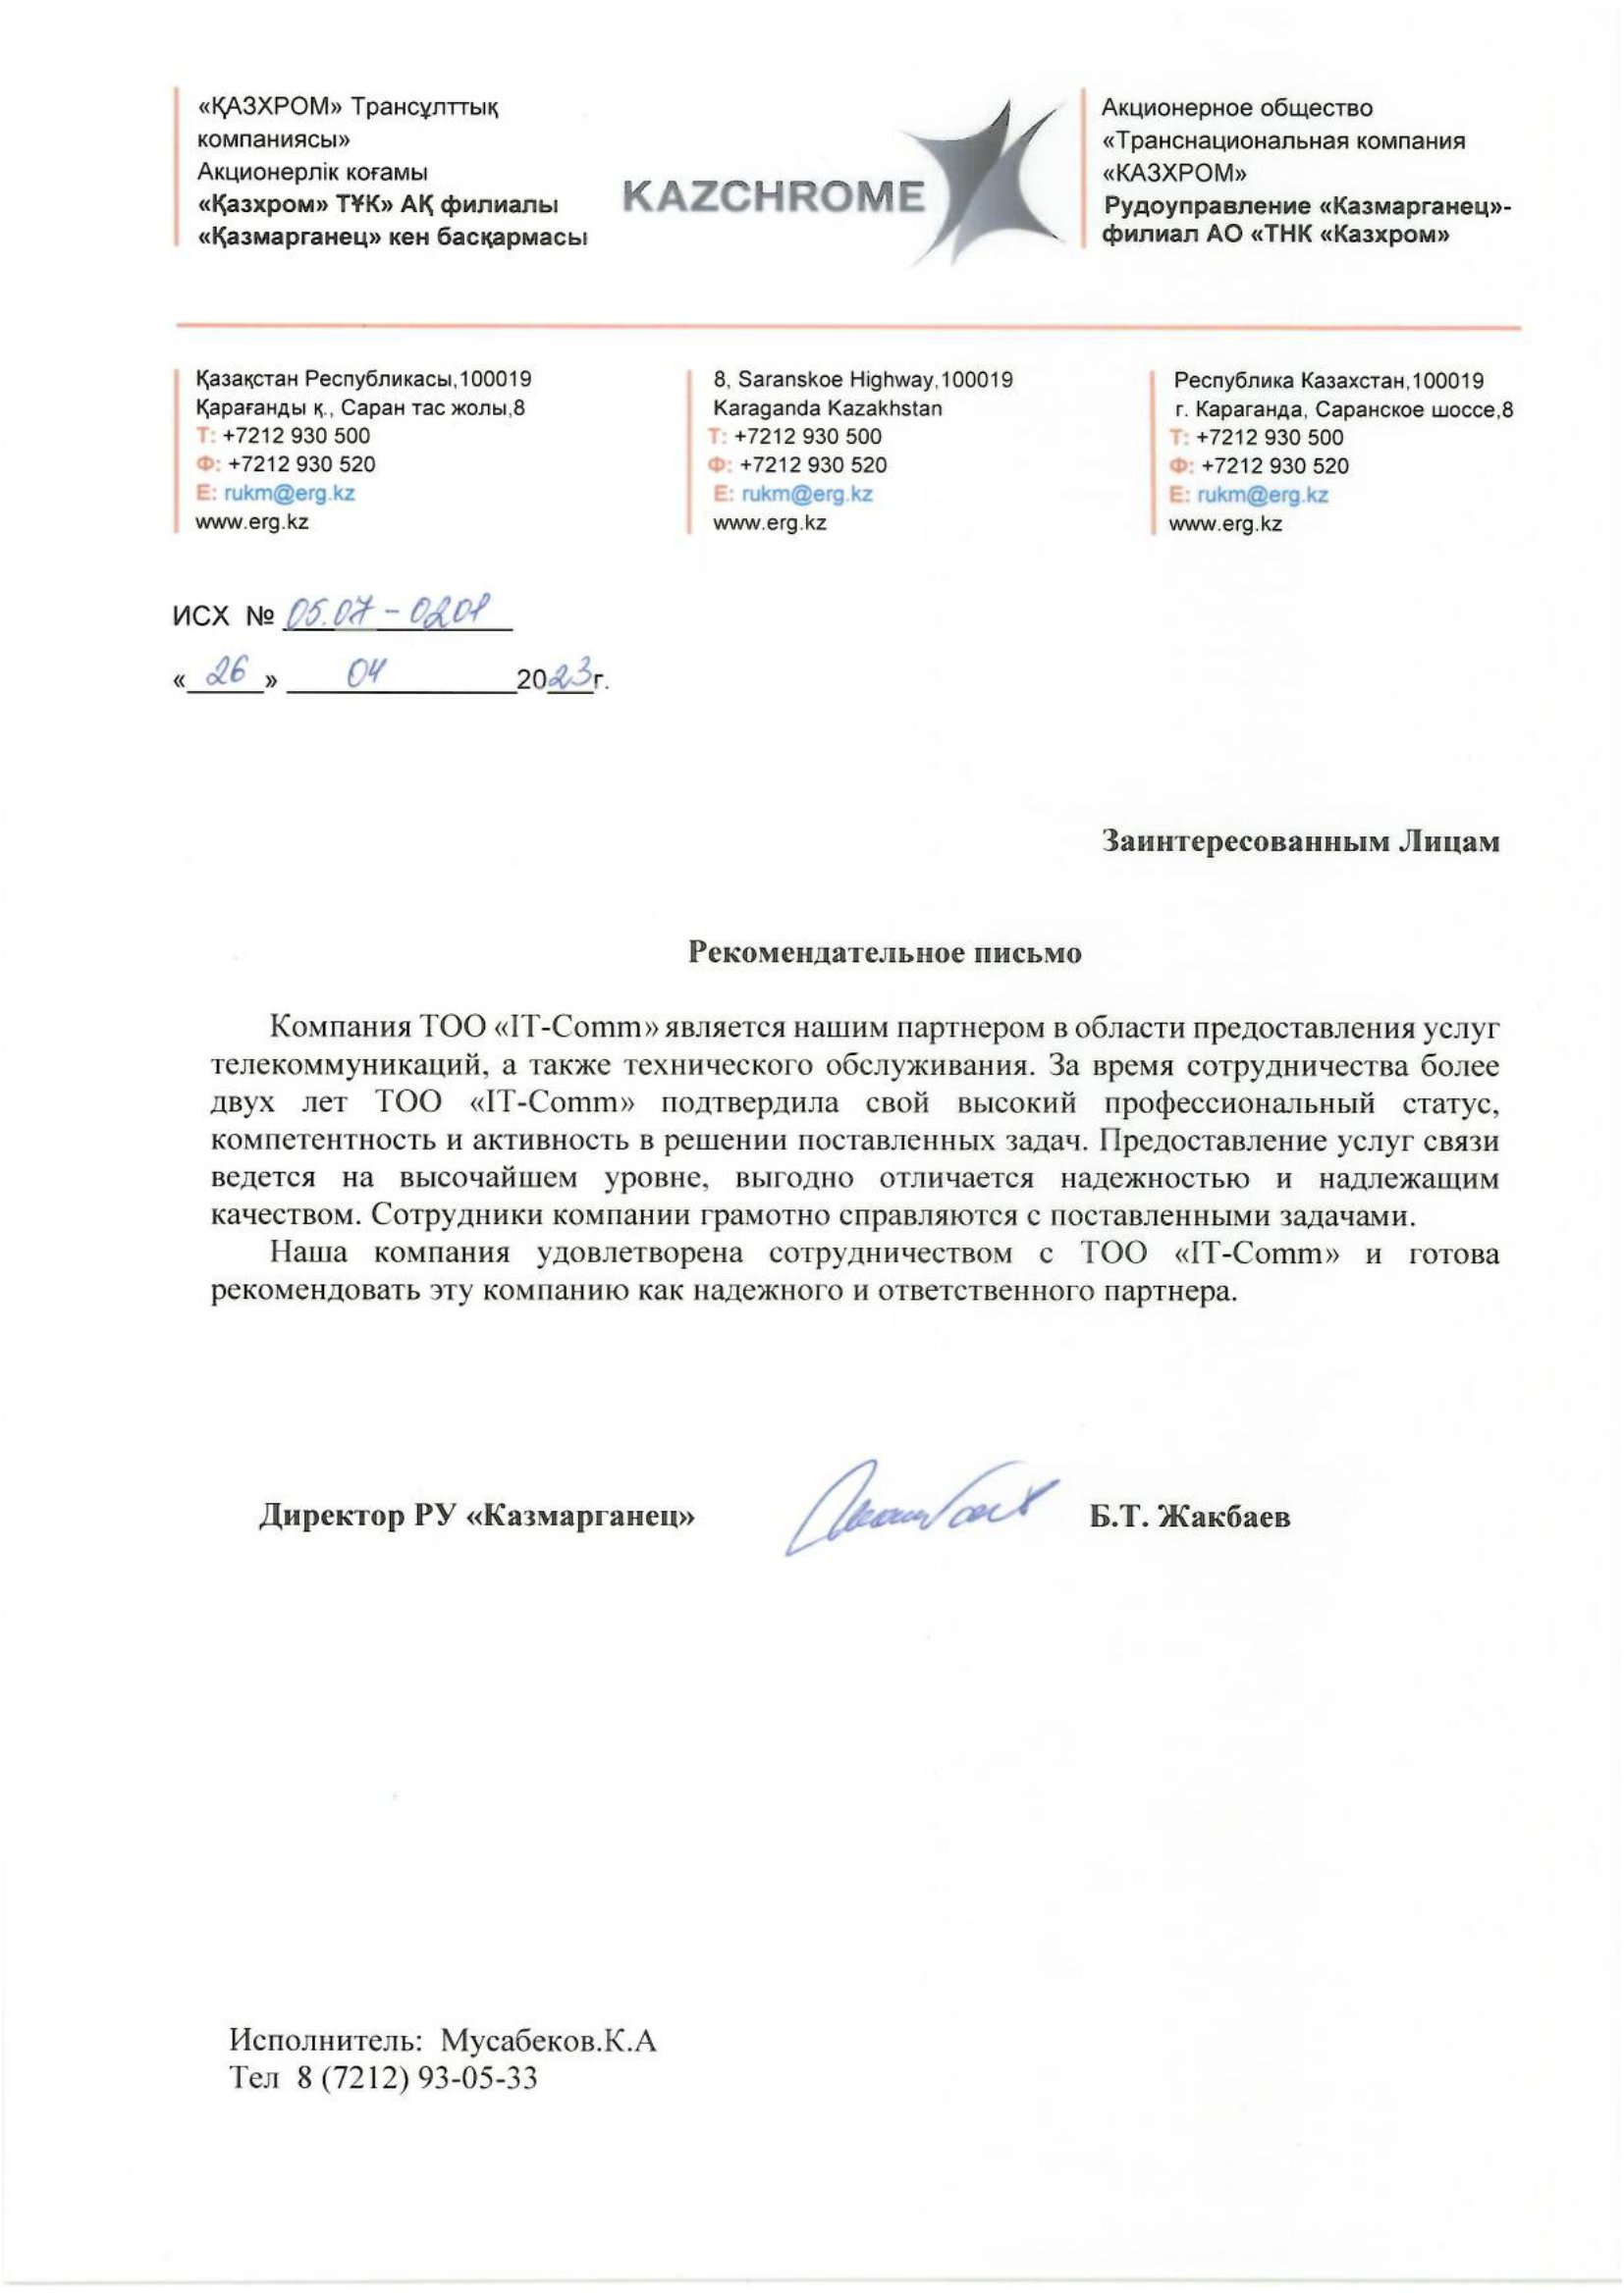 «ҚАЗХРОМ» Трансұлттық
компаниясы»
Акционерлік коғамы
«Қазхром» ТҰК» АҚ филиалы
«Қазмарганец» кен басқармасы
KAZCHROME
Акционерное общество
«Транснациональная компания
«КАЗХРОМ»
Рудоуправление «Казмарганец»-
филиал АО «ТНК «Казхром»
Қазақстан Республикасы,100019
Қарағанды қ., Саран тас жолы,8
Т: +7212 930 500
Ф: +7212 930 520
E: rukm@erg.kz
www.erg.kz
8, Saranskoe Highway,100019
Karaganda Kazakhstan
Т: +7212 930 500
Ф: +7212 930 520
E: rukm@erg.kz
www.erg.kz
Республика Казахстан,100019
г. Караганда, Саранское шоссе,8
Т: +7212 930 500
Ф: +7212 930 520
E: rukm@erg.kz
www.erg.kz
ИСХ № 05.07-0201
«26» 04 2023г.
Заинтересованным Лицам
Рекомендательное письмо
Компания ТОО «IT-Comm» является нашим партнером в области предоставления услуг
телекоммуникаций, а также технического обслуживания. За время сотрудничества более
двух лет ТОО «IT-Comm» подтвердила свой высокий профессиональный статус,
компетентность и активность в решении поставленных задач. Предоставление услуг связи
ведется на высочайшем уровне, выгодно отличается надежностью и надлежащим
качеством. Сотрудники компании грамотно справляются с поставленными задачами.
Наша компания удовлетворена сотрудничеством с ТОО «IT-Comm» и готова
рекомендовать эту компанию как надежного и ответственного партнера.
Директор РУ «Казмарганец» Б.Т. Жакбаев
Исполнитель: Мусабеков.К.А
Тел 8 (7212) 93-05-33